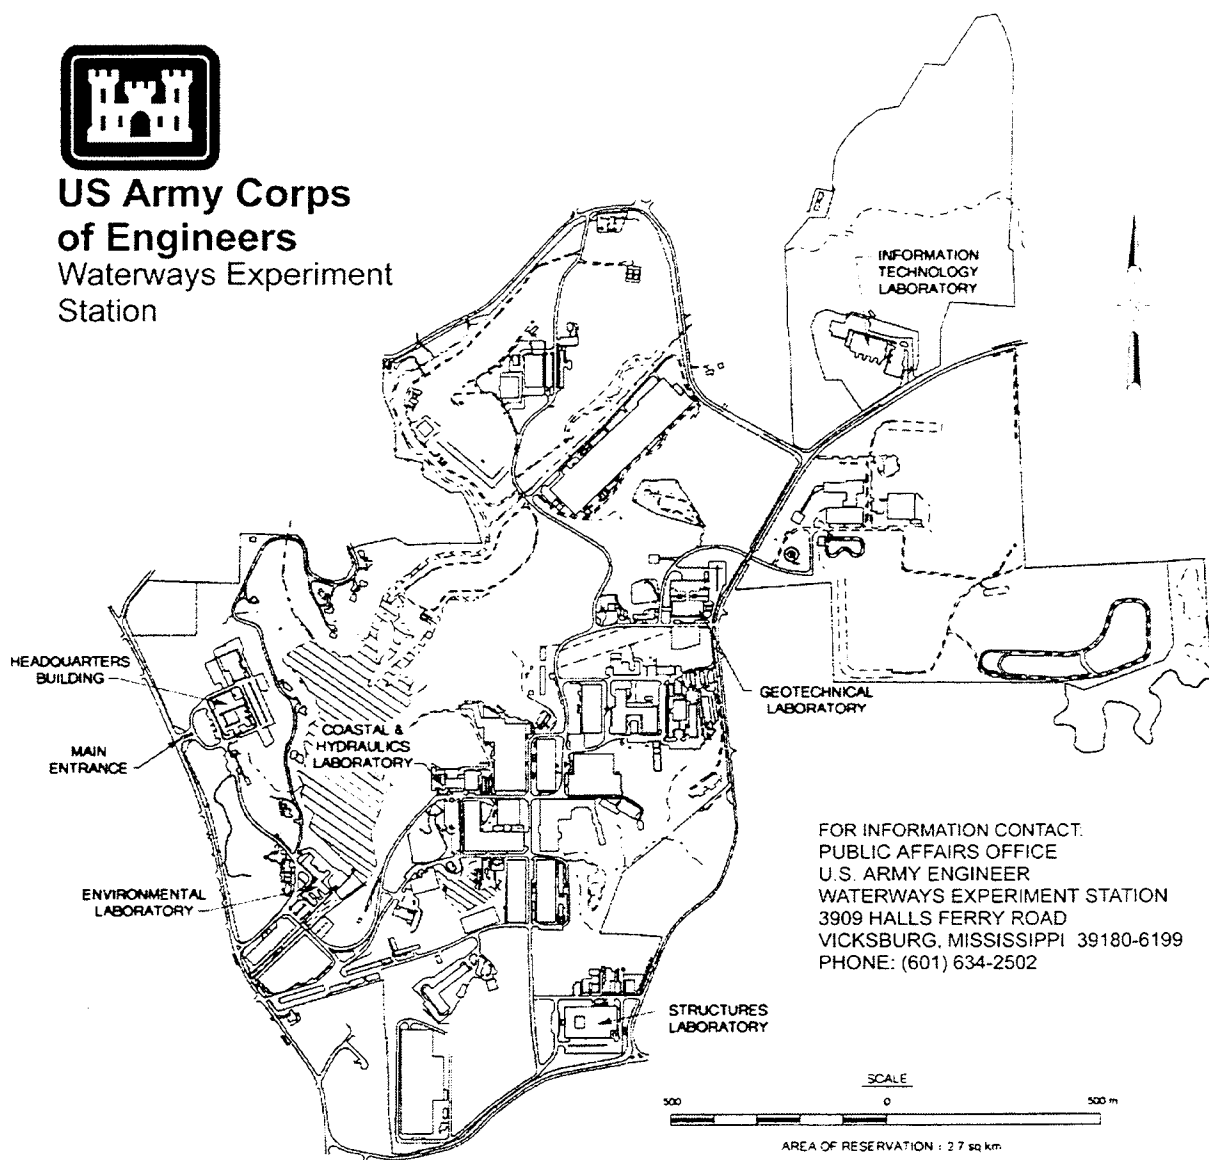 US Army Corps
of Engineers
Waterways Experiment
Station
INFORMATION
TECHNOLOGY
LABORATORY
HEADQUARTERS
BUILDING
MAIN
ENTRANCE
COASTAL &
HYDRAULICS
LABORATORY
GEOTECHNICAL
LABORATORY
ENVIRONMENTAL
LABORATORY
STRUCTURES
LABORATORY
FOR INFORMATION CONTACT:
PUBLIC AFFAIRS OFFICE
U.S. ARMY ENGINEER
WATERWAYS EXPERIMENT STATION
3909 HALLS FERRY ROAD
VICKSBURG, MISSISSIPPI 39180-6199
PHONE: (601) 634-2502
SCALE
500 0 500 m
AREA OF RESERVATION : 2.7 sq km